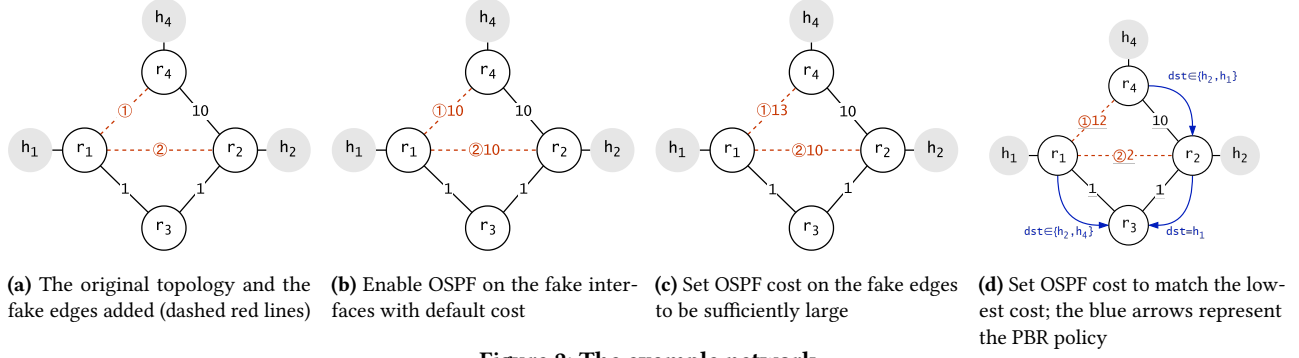 h4
r4
①
10
h1
r1
②
r2
h2
1
1
r3
h4
r4
①10
10
h1
r1
②10
r2
h2
1
1
r3
h4
r4
①13
10
h1
r1
②10
r2
h2
1
1
r3
h4
r4
dst∈{h2,h1}
①12
10
h1
r1
②2
r2
h2
1
1
dst∈{h2,h4}
r3
dst=h1
(a) The original topology and the
fake edges added (dashed red lines)
(b) Enable OSPF on the fake inter-
faces with default cost
(c) Set OSPF cost on the fake edges
to be sufficiently large
(d) Set OSPF cost to match the low-
est cost; the blue arrows represent
the PBR policy